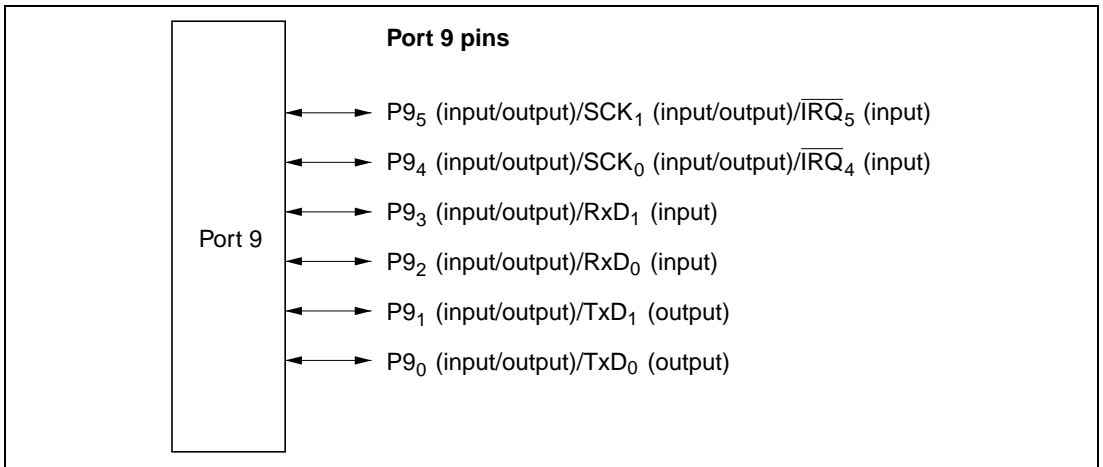 Port 9 pins
P9₅ (input/output)/SCK₁ (input/output)/I̅R̅Q̅₅ (input)
P9₄ (input/output)/SCK₀ (input/output)/I̅R̅Q̅₄ (input)
P9₃ (input/output)/RxD₁ (input)
Port 9
P9₂ (input/output)/RxD₀ (input)
P9₁ (input/output)/TxD₁ (output)
P9₀ (input/output)/TxD₀ (output)